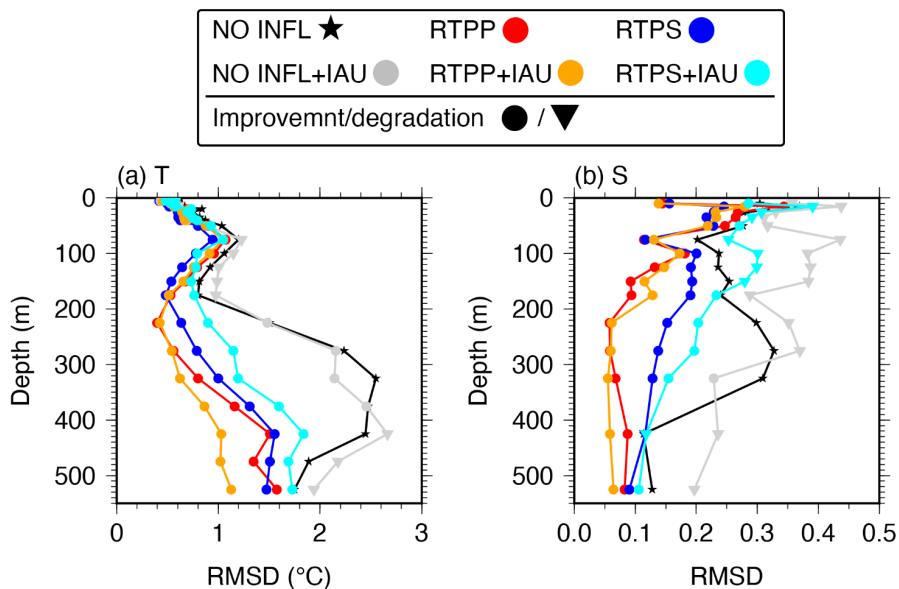 NO INFL RTPP RTPS
NO INFL+IAU RTPP+IAU RTPS+IAU
Improvemnt/degradation /
(a) T
0
100
200
300
400
500
Depth (m)
0 1 2 3
RMSD (°C)
(b) S
0
100
200
300
400
500
Depth (m)
0.0 0.1 0.2 0.3 0.4 0.5
RMSD